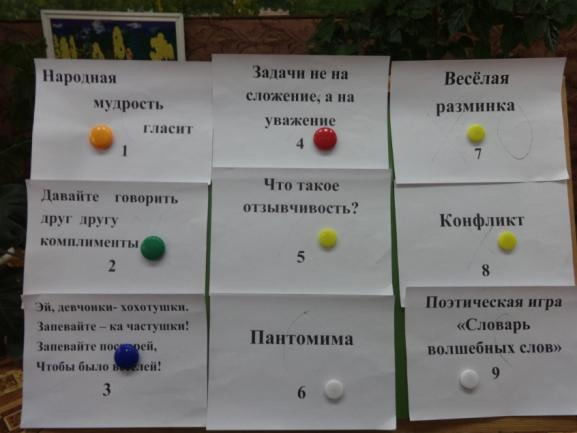 Народная
мудрость
гласит
1
Давайте говорить
друг другу
комплименты
2
Эй, девчонки- хохотушки.
Запевайте – ка частушки!
Запевайте
Чтобы было
3
Задачи не на
сложение, а на
уважение
4
Что такое
отзывчивость?
5
Пантомима
6
Весёлая
разминка
7
Конфликт
8
Поэтическая игра
«Словарь
волшебных слов»
9